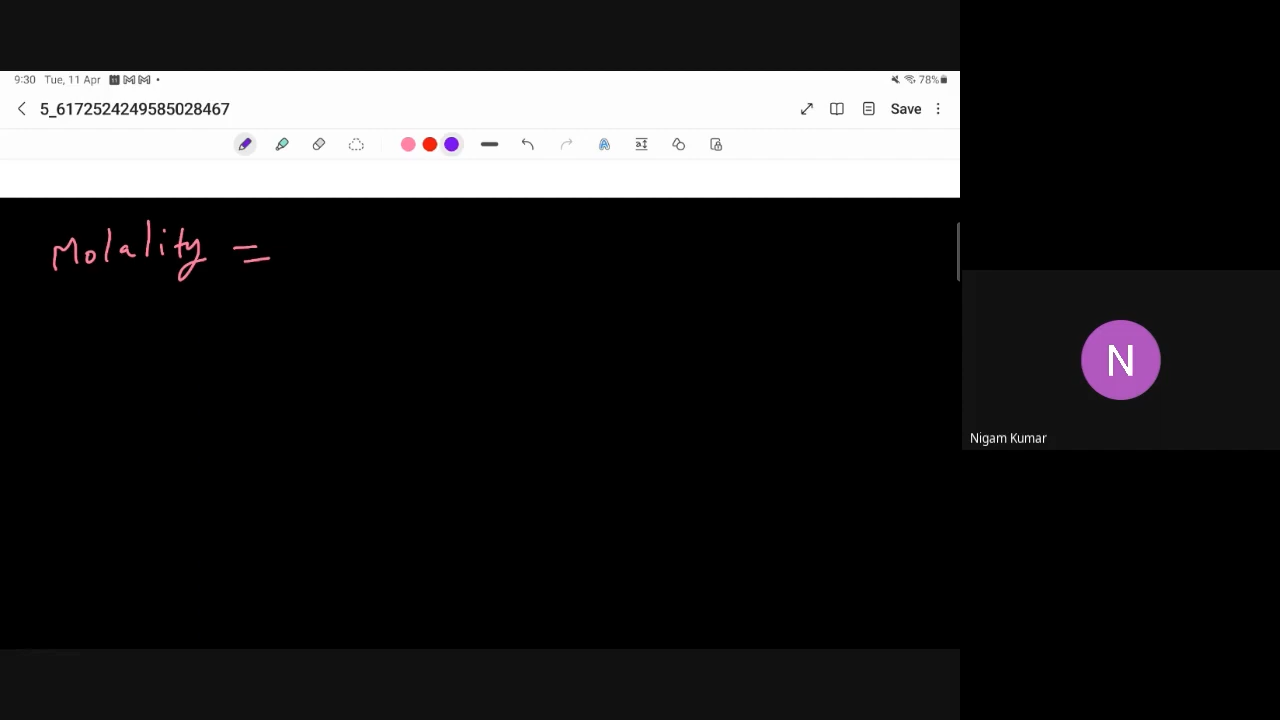 9:30 Tue, 11 Apr 78%
5_6172524249585028467 Save
Molality =
N
Nigam Kumar